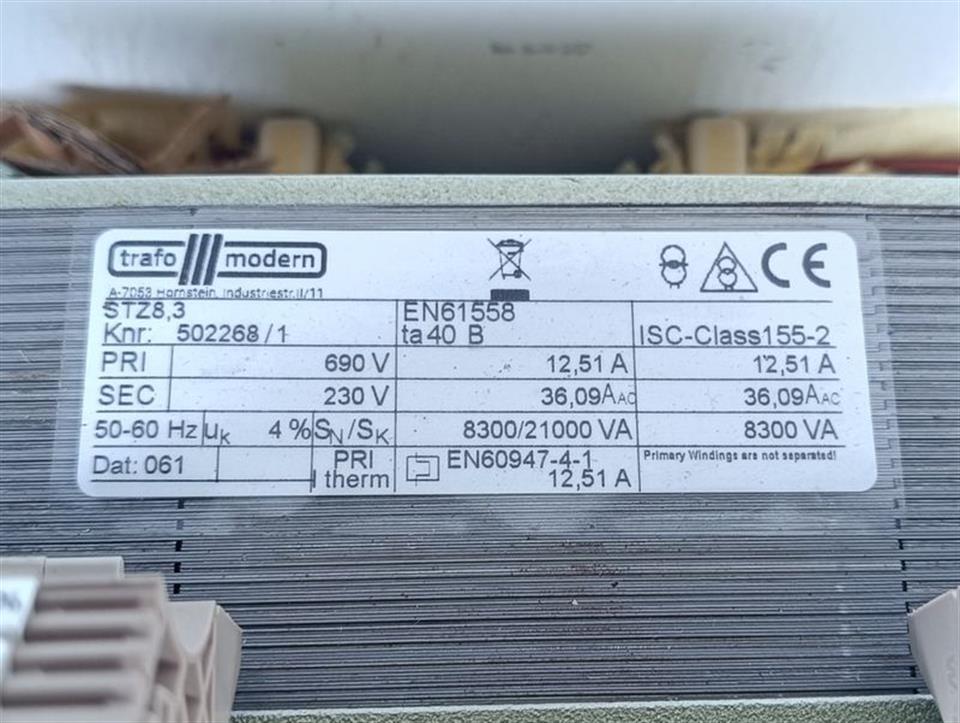 trafo modern
A-7053 Hornstein, Industriestr.II/11
CE
STZ8,3 EN61558
Knr: 502268/1 ta40 B ISC-Class155-2
PRI 690 V 12,51 A 12,51 A
SEC 230 V 36,09AAC 36,09AAC
50-60 Hz uk 4 % SN/SK 8300/21000 VA 8300 VA
Dat: 061 PRI EN60947-4-1 Primary Windings are not separated!
I therm 12,51 A